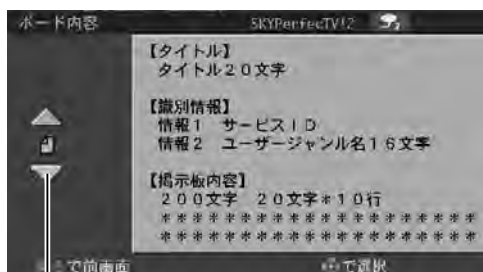 ボード内容 SKYPerfecTV!2
【タイトル】
タイトル20文字
【識別情報】
情報1 サービスID
情報2 ユーザージャンル名16文字
【掲示板内容】
200文字 20文字*10行
********************
********************
で前画面 で選択